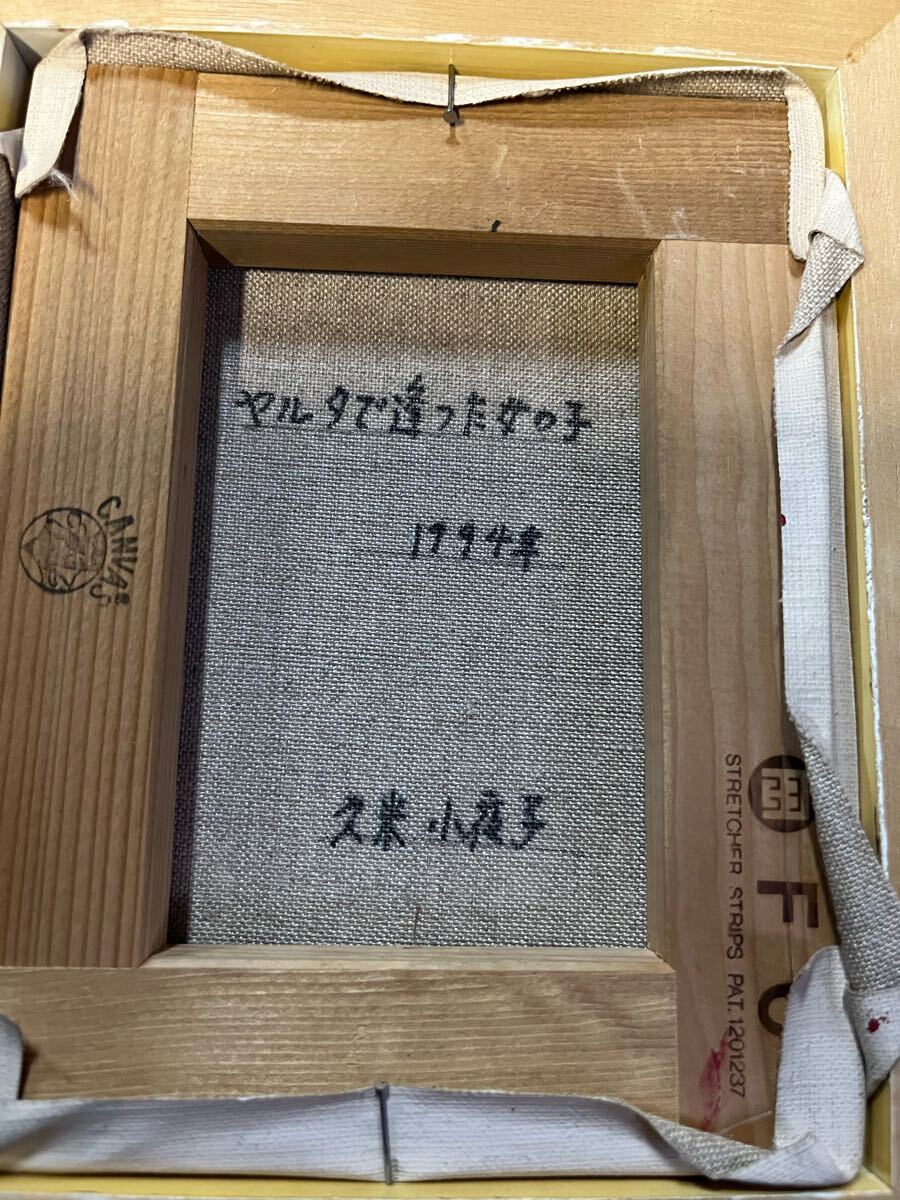 ヤルタで逢った女の子
1994年
久米小夜子
CANVAS
STRETCHER STRIPS PAT. 1201237
F